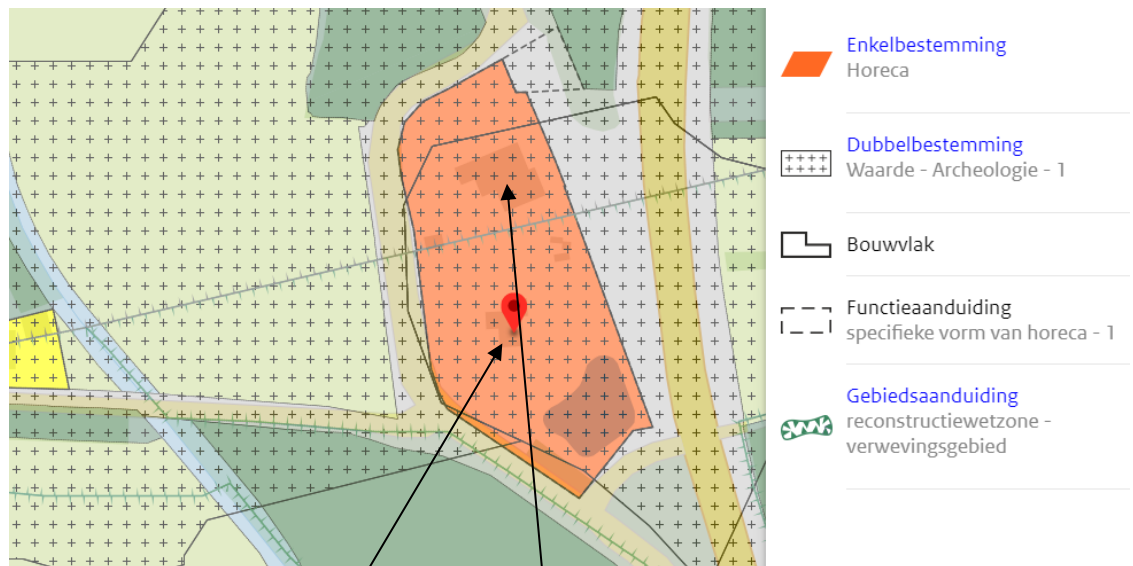 Enkelbestemming
Horeca
Dubbelbestemming
Waarde - Archeologie - 1
Bouwvlak
Functieaanduiding
specifieke vorm van horeca - 1
Gebiedsaanduiding
reconstructiewetzone -
verwevingsgebied